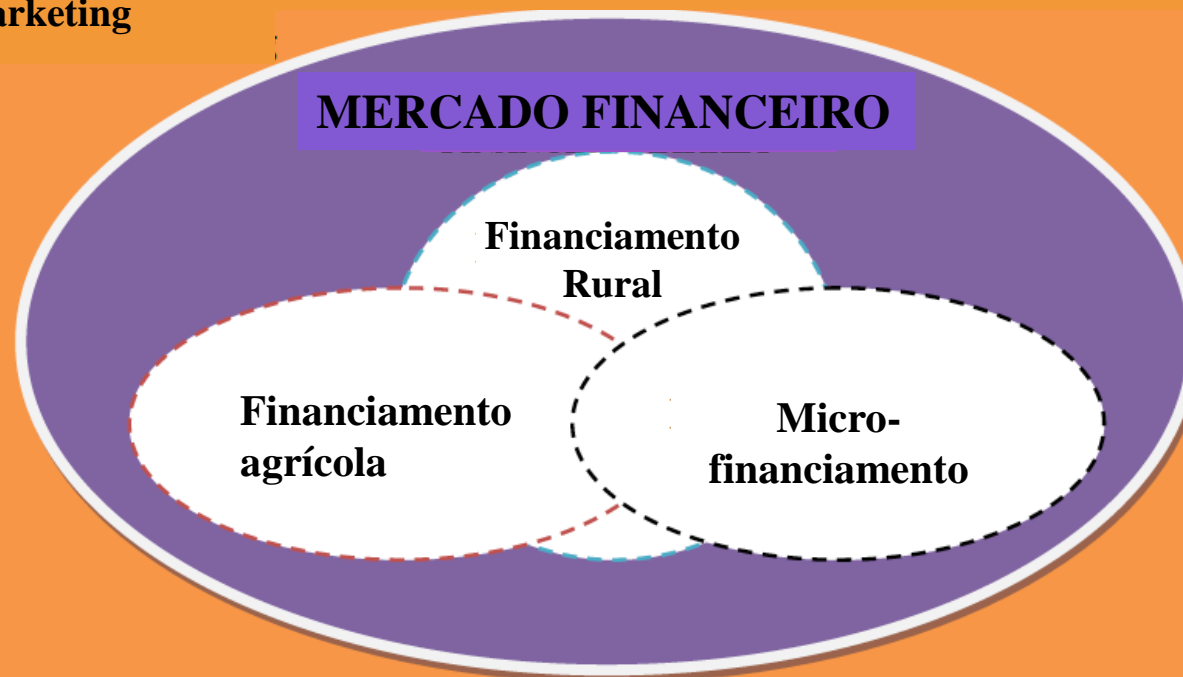 arketing
MERCADO FINANCEIRO
Financiamento
Rural
Financiamento
agrícola
Micro-
financiamento